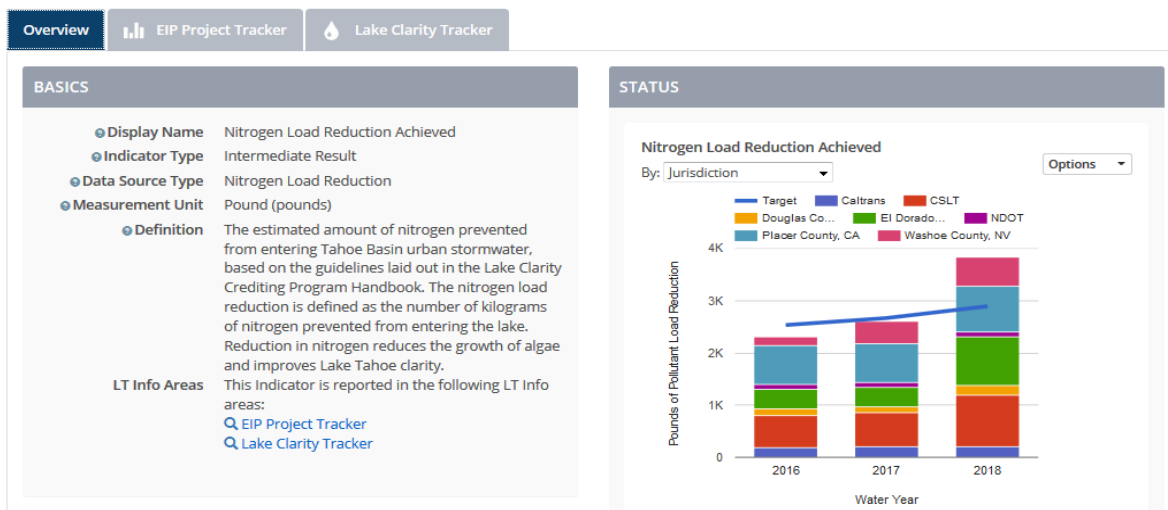 Overview
EIP Project Tracker
Lake Clarity Tracker
BASICS
Display Name Nitrogen Load Reduction Achieved
Indicator Type Intermediate Result
Data Source Type Nitrogen Load Reduction
Measurement Unit Pound (pounds)
Definition The estimated amount of nitrogen prevented
from entering Tahoe Basin urban stormwater,
based on the guidelines laid out in the Lake Clarity
Crediting Program Handbook. The nitrogen load
reduction is defined as the number of kilograms
of nitrogen prevented from entering the lake.
Reduction in nitrogen reduces the growth of algae
and improves Lake Tahoe clarity.
LT Info Areas This Indicator is reported in the following LT Info
areas:
EIP Project Tracker
Lake Clarity Tracker
STATUS
Nitrogen Load Reduction Achieved
By: Jurisdiction
Options
Target Caltrans CSLT
Douglas Co... El Dorado... NDOT
Placer County, CA Washoe County, NV
Pounds of Pollutant Load Reduction
4K
3K
2K
1K
0
2016 2017 2018
Water Year